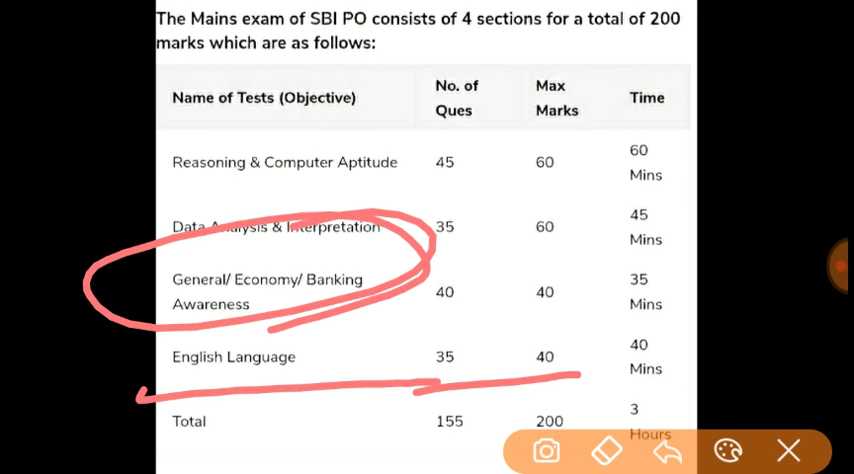 The Mains exam of SBI PO consists of 4 sections for a total of 200
marks which are as follows:
Name of Tests (Objective) No. of Ques Max Marks Time
Reasoning & Computer Aptitude 45 60 60 Mins
Data Analysis & Interpretation 35 60 45 Mins
General/ Economy/ Banking Awareness 40 40 35 Mins
English Language 35 40 40 Mins
Total 155 200 3 Hours